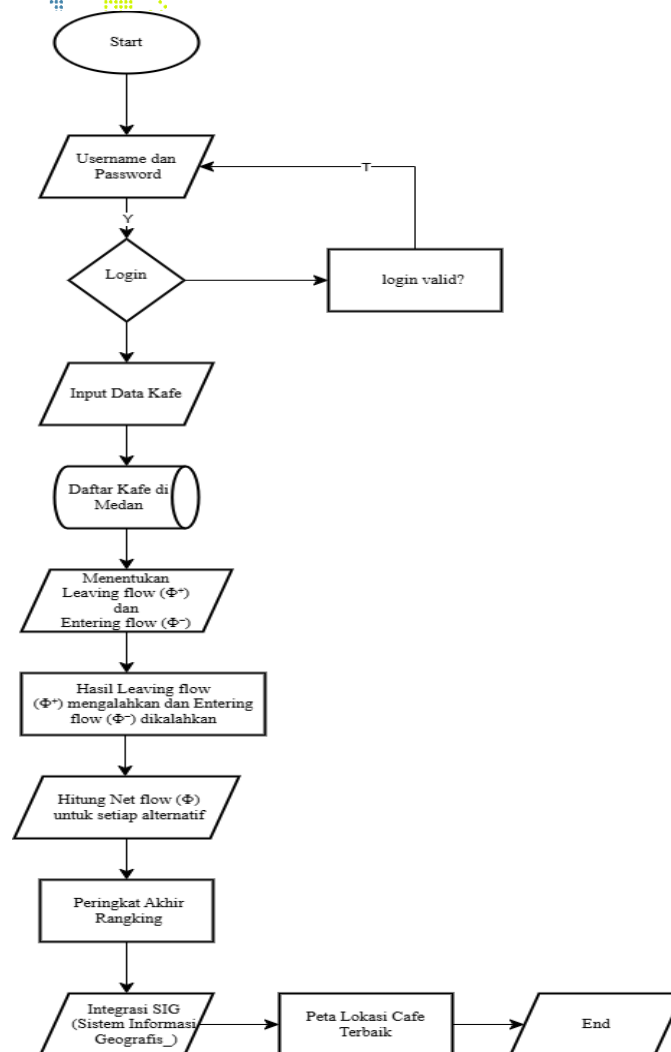 Start
Username dan
Password
T
Y
Login
login valid?
Input Data Kafe
Daftar Kafe di
Medan
Menentukan
Leaving flow (Φ⁺)
dan
Entering flow (Φ⁻)
Hasil Leaving flow
(Φ⁺) mengalahkan dan Entering
flow (Φ⁻) dikalahkan
Hitung Net flow (Φ)
untuk setiap alternatif
Peringkat Akhir
Rangking
Integrasi SIG
(Sistem Informasi
Geografis_)
Peta Lokasi Cafe
Terbaik
End